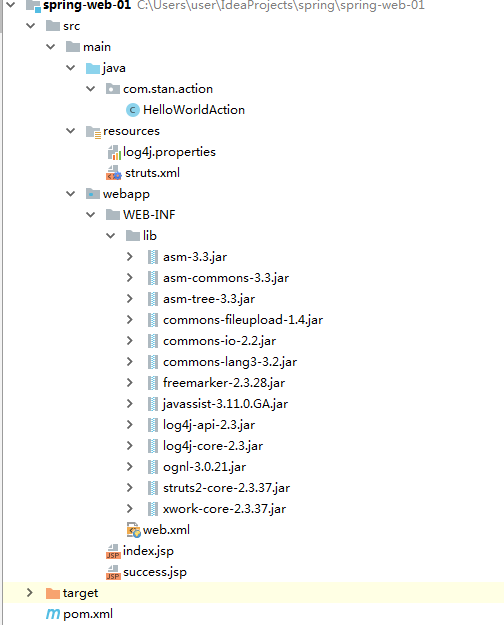 spring-web-01 C:\Users\user\IdeaProjects\spring\spring-web-01
src
main
java
com.stan.action
HelloWorldAction
resources
log4j.properties
struts.xml
webapp
WEB-INF
lib
asm-3.3.jar
asm-commons-3.3.jar
asm-tree-3.3.jar
commons-fileupload-1.4.jar
commons-io-2.2.jar
commons-lang3-3.2.jar
freemarker-2.3.28.jar
javassist-3.11.0.GA.jar
log4j-api-2.3.jar
log4j-core-2.3.jar
ognl-3.0.21.jar
struts2-core-2.3.37.jar
xwork-core-2.3.37.jar
web.xml
index.jsp
success.jsp
target
pom.xml